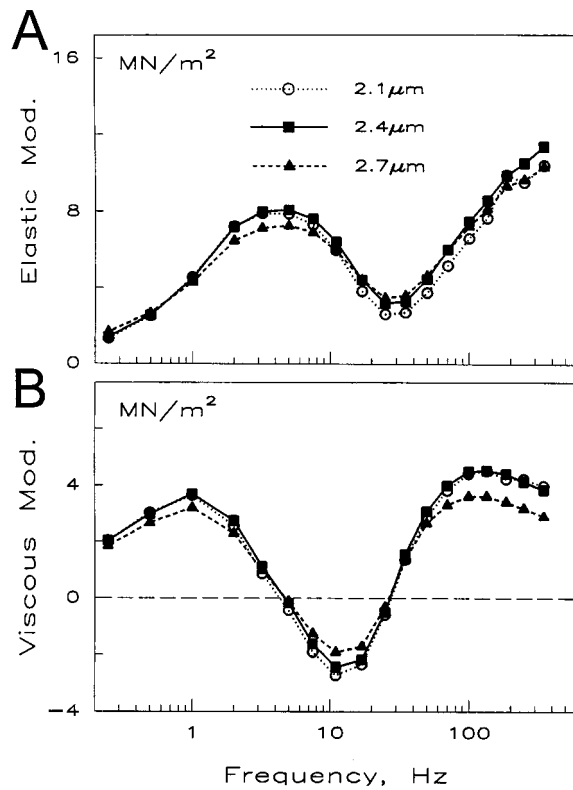 A
16
MN/m²
2.1μm
2.4μm
2.7μm
8
0
Elastic Mod.
B
MN/m²
4
0
−4
Viscous Mod.
1
10
100
Frequency, Hz